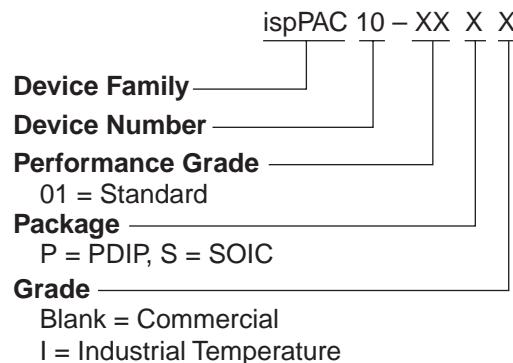 ispPAC 10 – XX X X
Device Family
Device Number
Performance Grade
01 = Standard
Package
P = PDIP, S = SOIC
Grade
Blank = Commercial
I = Industrial Temperature